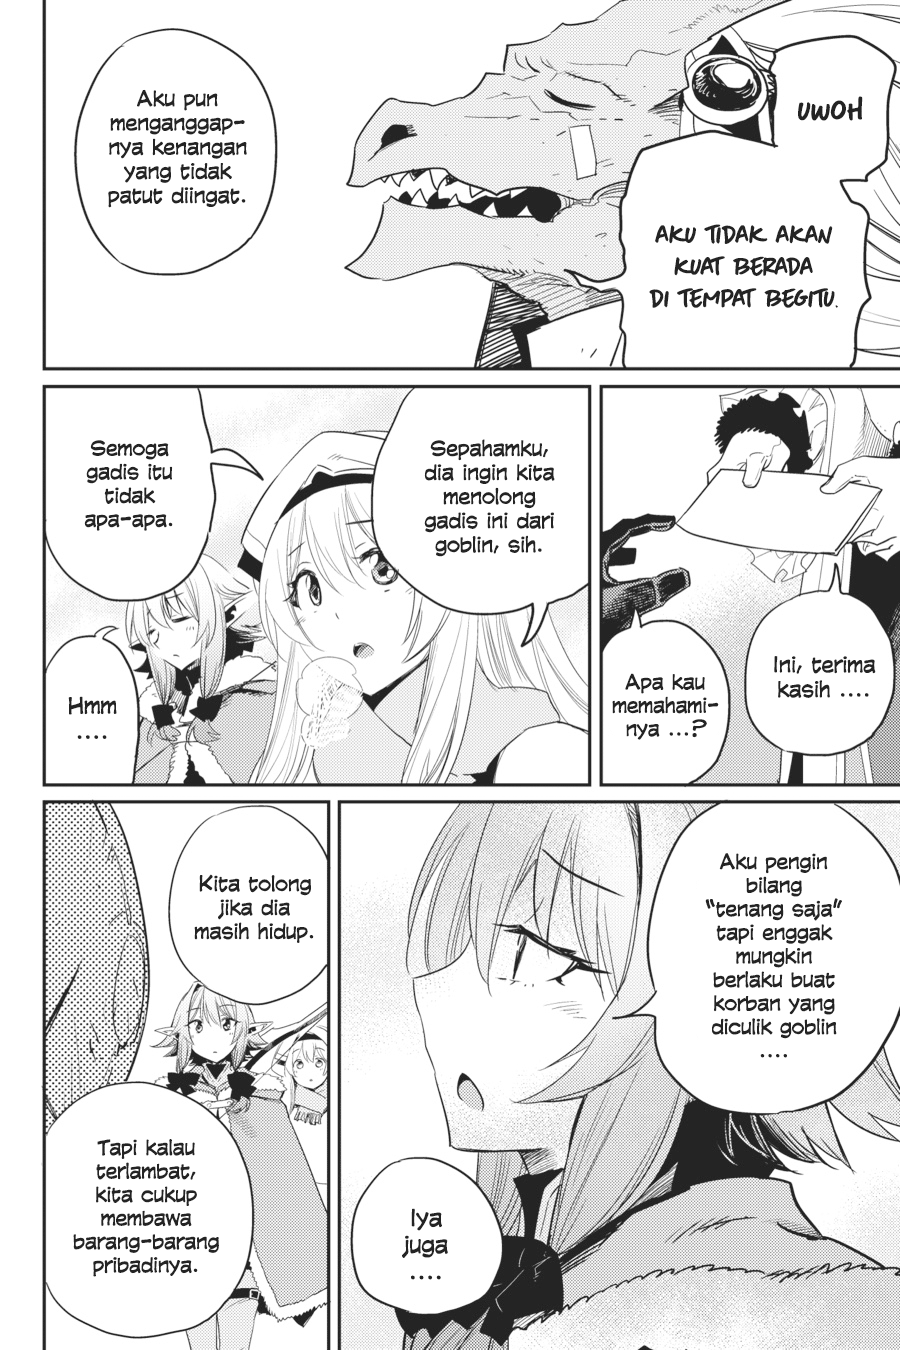 UWOH
AKU TIDAK AKAN
KUAT BERADA
DI TEMPAT BEGITU.
Aku pun
menganggap-
nya kenangan
yang tidak
patut diingat.
Ini, terima
kasih ....
Apa kau
memahami-
nya ...?
Sepahamku,
dia ingin kita
menolong
gadis ini dari
goblin, sih.
Semoga
gadis itu
tidak
apa-apa.
Hmm
....
Aku pengin
bilang
"tenang saja"
tapi enggak
mungkin
berlaku buat
korban yang
diculik goblin
....
Iya
juga
....
Kita tolong
jika dia
masih hidup.
Tapi kalau
terlambat,
kita cukup
membawa
barang-barang
pribadinya.